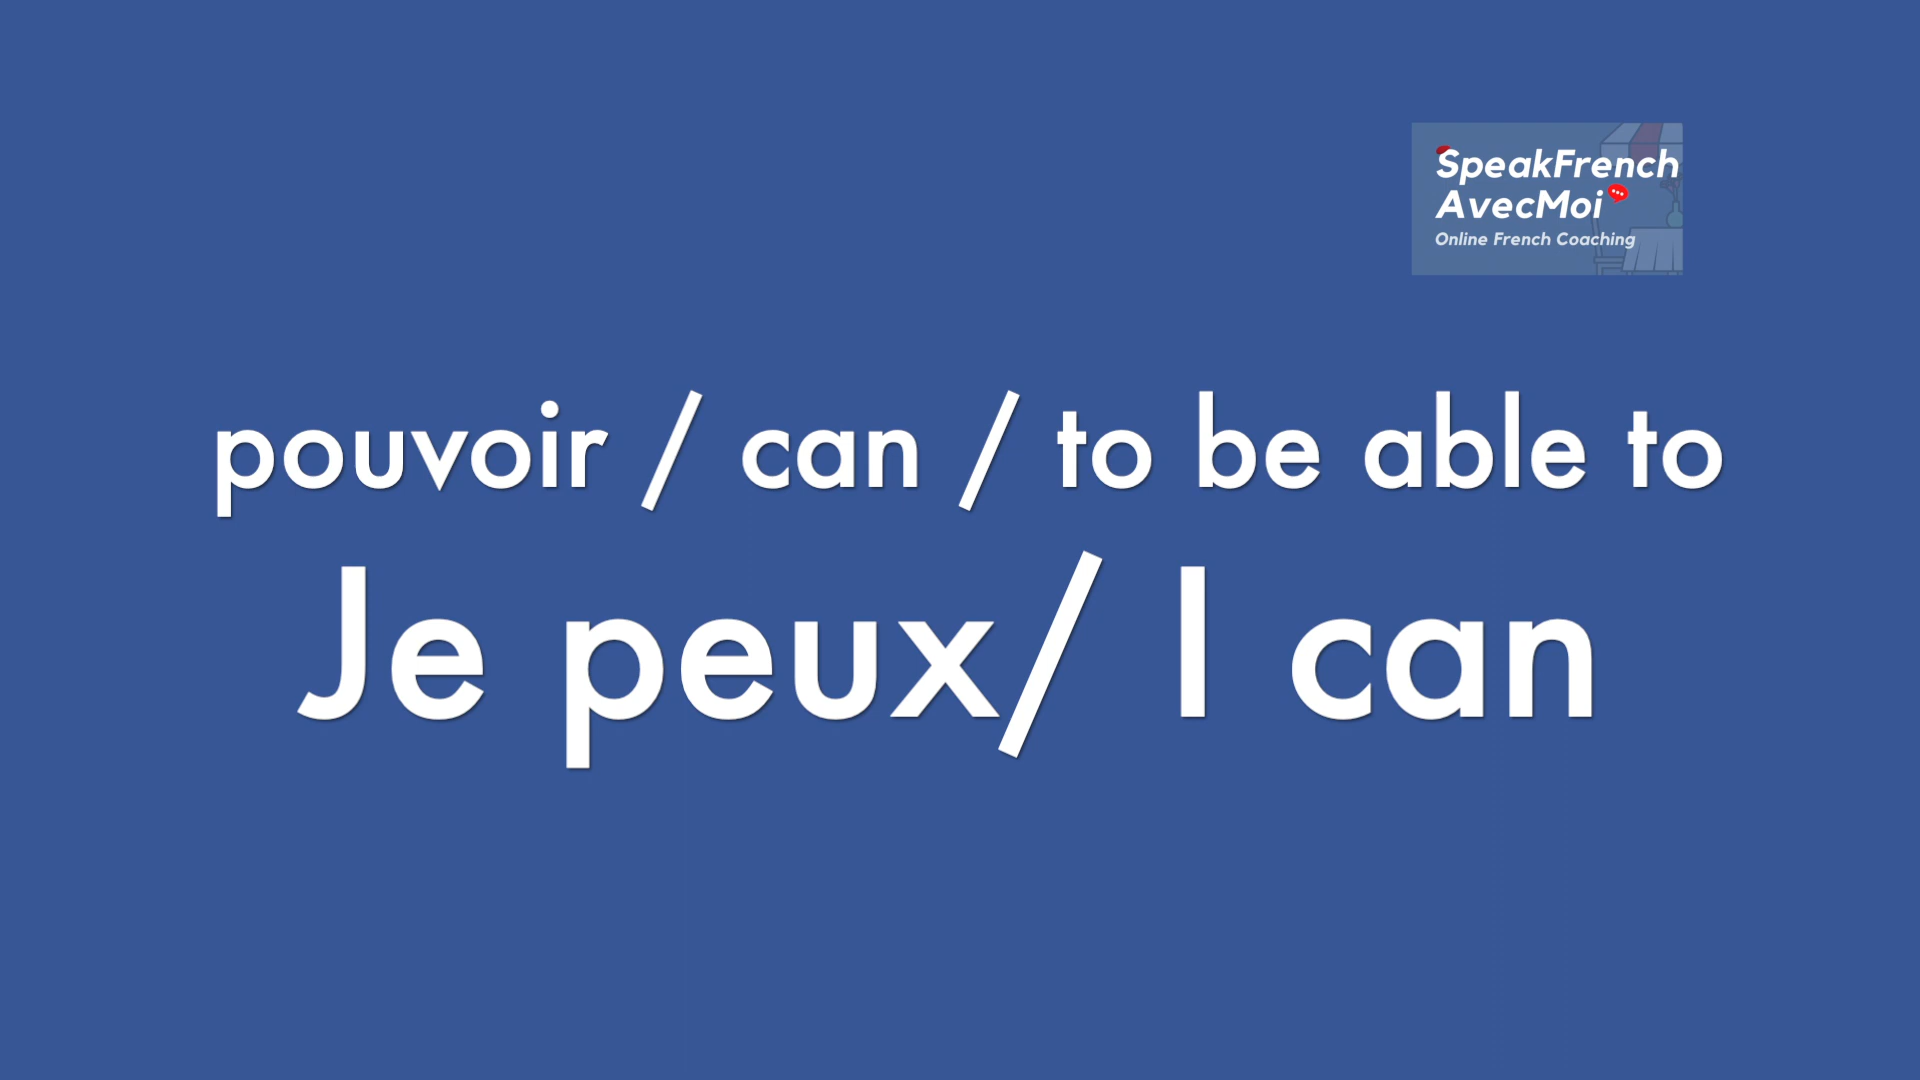 SpeakFrench
AvecMoi
Online French Coaching
pouvoir / can / to be able to
Je peux/ I can